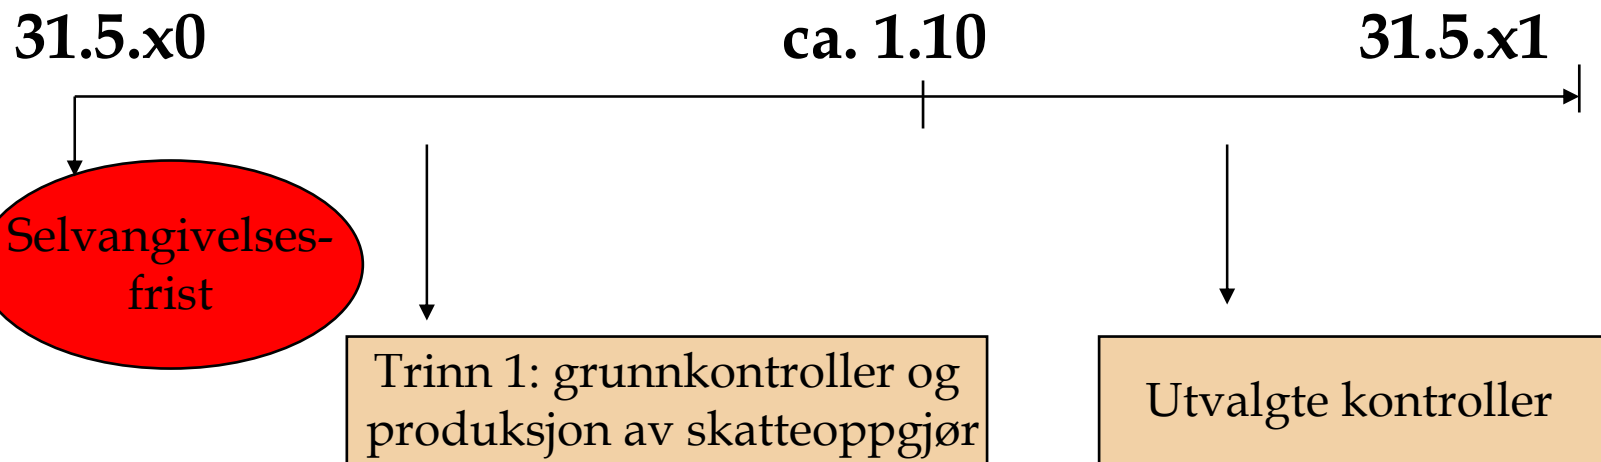 31.5.x0 ca. 1.10 31.5.x1
Selvangivelses-
frist
Trinn 1: grunnkontroller og
produksjon av skatteoppgjør
Utvalgte kontroller